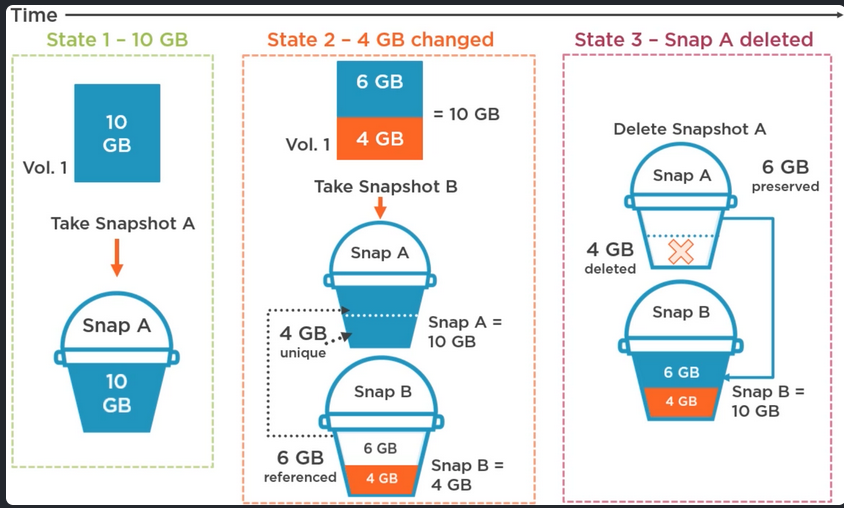 Time
State 1 – 10 GB
10
GB
Vol. 1
Take Snapshot A
Snap A
10
GB
State 2 – 4 GB changed
6 GB
4 GB
= 10 GB
Vol. 1
Take Snapshot B
Snap A
4 GB
unique
Snap A =
10 GB
Snap B
6 GB
4 GB
6 GB
referenced
Snap B =
4 GB
State 3 – Snap A deleted
Delete Snapshot A
Snap A
6 GB
preserved
4 GB
deleted
Snap B
6 GB
4 GB
Snap B =
10 GB